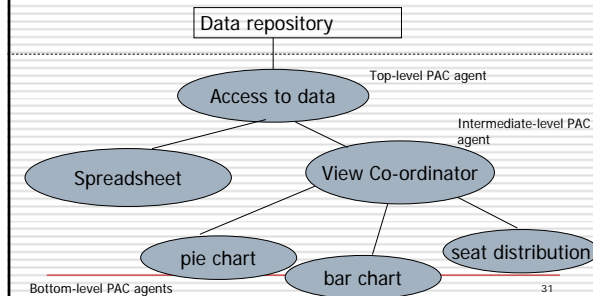 Data repository
Top-level PAC agent
Access to data
Intermediate-level PAC
agent
Spreadsheet
View Co-ordinator
pie chart
bar chart
seat distribution
Bottom-level PAC agents
31